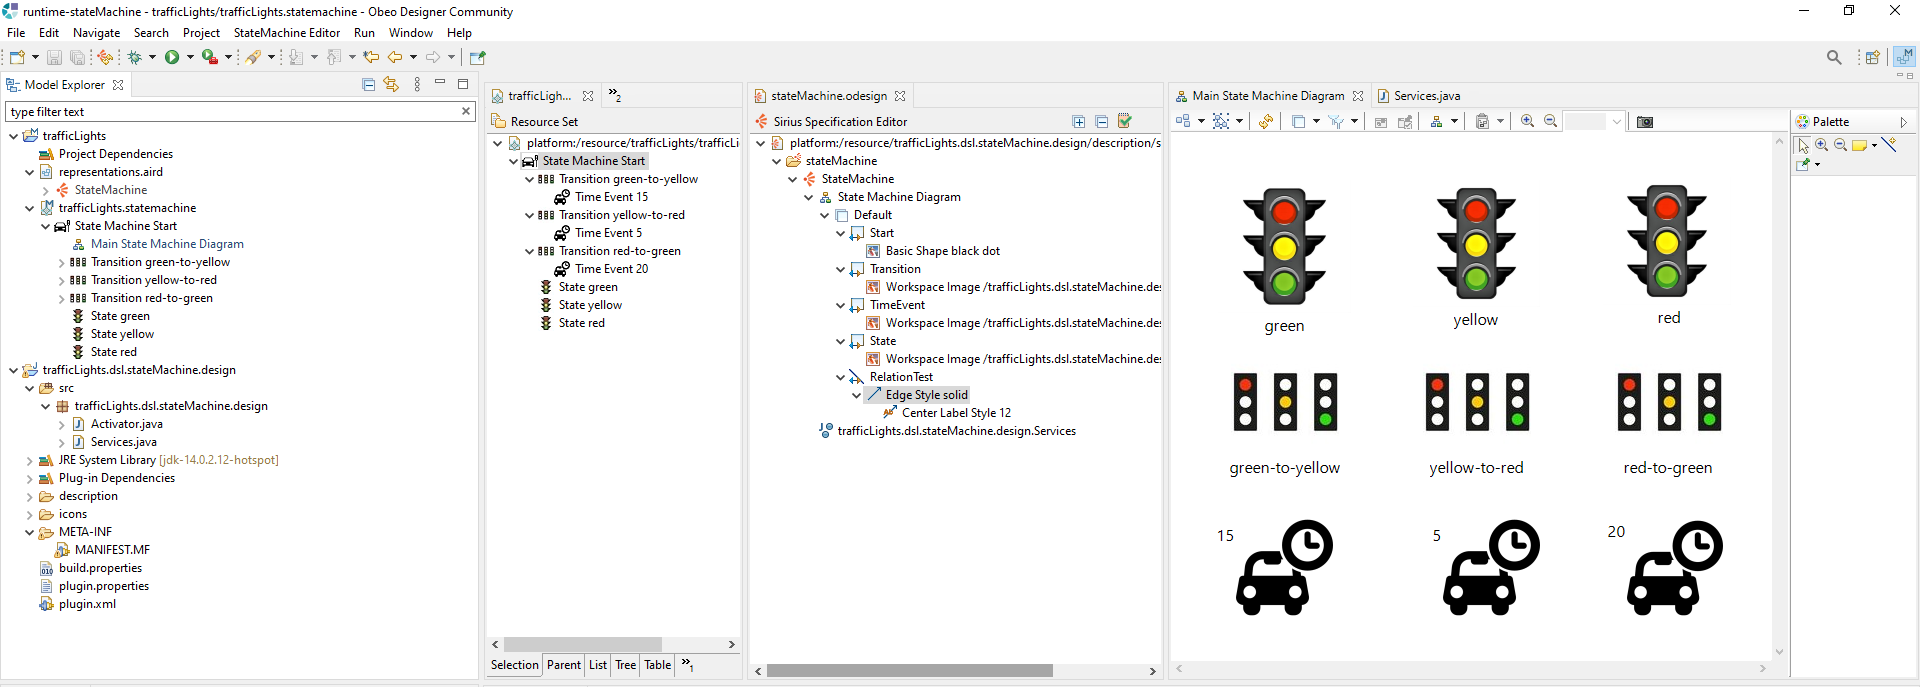 runtime-stateMachine - trafficLights/trafficLights.statemachine - Obeo Designer Community
File Edit Navigate Search Project StateMachine Editor Run Window Help
Model Explorer
type filter text
trafficLights
Project Dependencies
representations.aird
StateMachine
trafficLights.statemachine
State Machine Start
Main State Machine Diagram
Transition green-to-yellow
Transition yellow-to-red
Transition red-to-green
State green
State yellow
State red
trafficLights.dsl.stateMachine.design
src
trafficLights.dsl.stateMachine.design
Activator.java
Services.java
JRE System Library [jdk-14.0.2.12-hotspot]
Plug-in Dependencies
description
icons
META-INF
MANIFEST.MF
build.properties
plugin.properties
plugin.xml
trafficLigh...
»2
Resource Set
platform:/resource/trafficLights/trafficLi
State Machine Start
Transition green-to-yellow
Time Event 15
Transition yellow-to-red
Time Event 5
Transition red-to-green
Time Event 20
State green
State yellow
State red
Selection Parent List Tree Table »1
stateMachine.odesign
Sirius Specification Editor
platform:/resource/trafficLights.dsl.stateMachine.design/description/s
stateMachine
StateMachine
State Machine Diagram
Default
Start
Basic Shape black dot
Transition
Workspace Image /trafficLights.dsl.stateMachine.de
TimeEvent
Workspace Image /trafficLights.dsl.stateMachine.de
State
Workspace Image /trafficLights.dsl.stateMachine.de
RelationTest
Edge Style solid
Center Label Style 12
trafficLights.dsl.stateMachine.design.Services
Main State Machine Diagram
Services.java
Palette
green yellow red
green-to-yellow yellow-to-red red-to-green
15 5 20